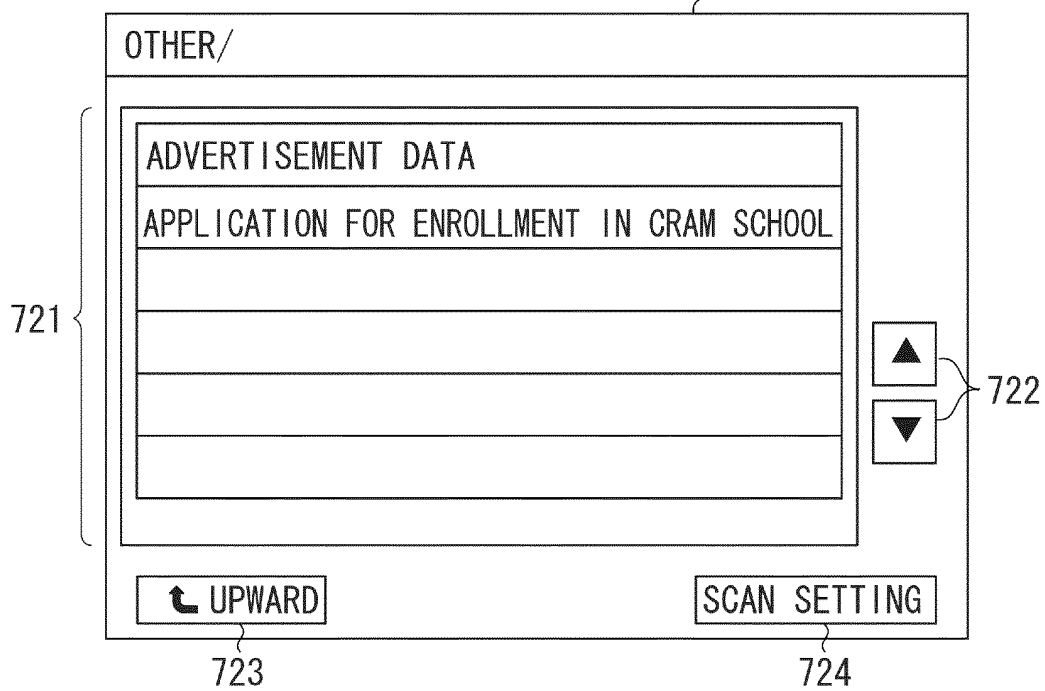 OTHER/
ADVERTISEMENT DATA
APPLICATION FOR ENROLLMENT IN CRAM SCHOOL
721
722
UPWARD
SCAN SETTING
723
724